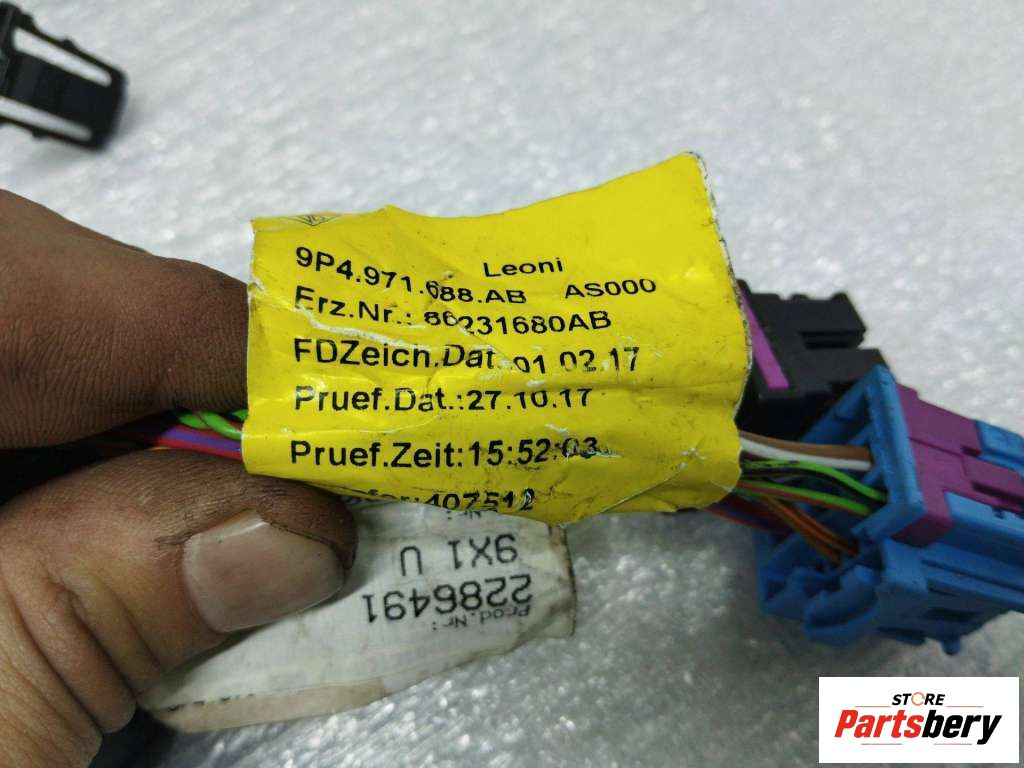 9P4.971.688.AB Leoni AS000
Erz.Nr.: 86231680AB
FDZeich.Dat. 01 02.17
Pruef.Dat.:27.10.17
Pruef.Zeit:15:52:03
407512
9X1 U
Prod.Nr:
2286491
STORE
Partsbery